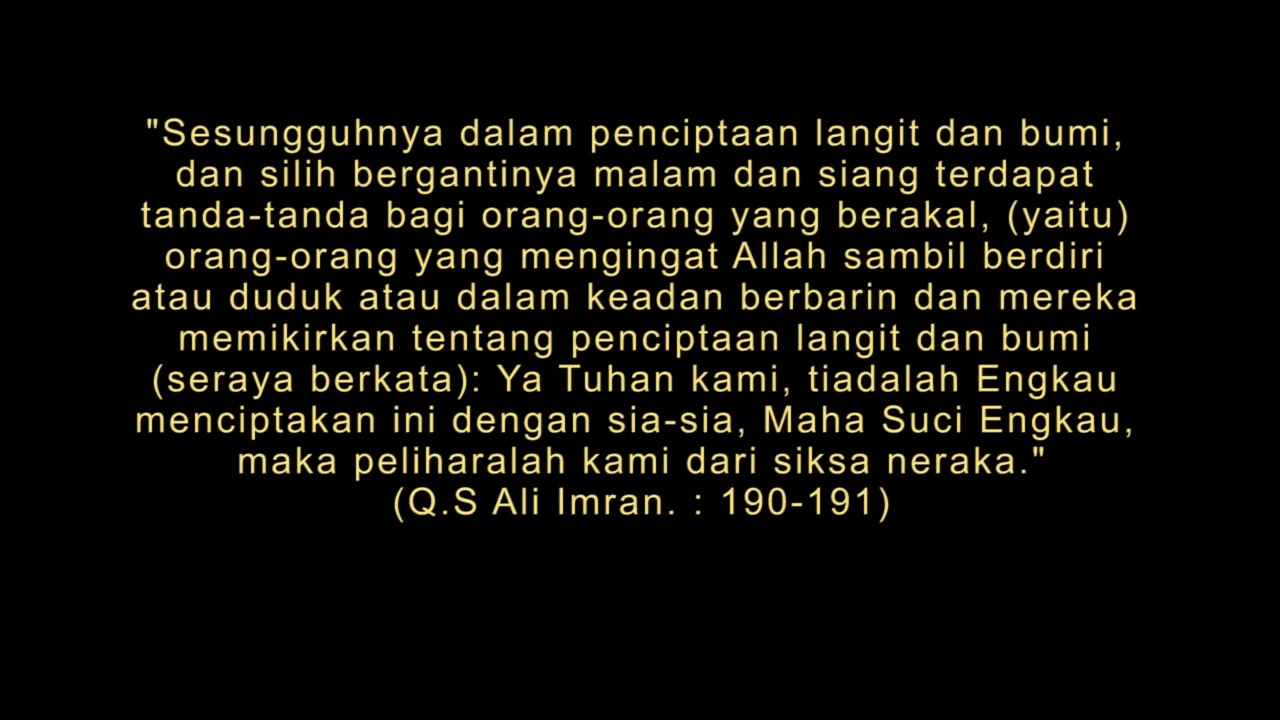 "Sesungguhnya dalam penciptaan langit dan bumi,
dan silih bergantinya malam dan siang terdapat
tanda-tanda bagi orang-orang yang berakal, (yaitu)
orang-orang yang mengingat Allah sambil berdiri
atau duduk atau dalam keadan berbarin dan mereka
memikirkan tentang penciptaan langit dan bumi
(seraya berkata): Ya Tuhan kami, tiadalah Engkau
menciptakan ini dengan sia-sia, Maha Suci Engkau,
maka peliharalah kami dari siksa neraka."
(Q.S Ali Imran. : 190-191)